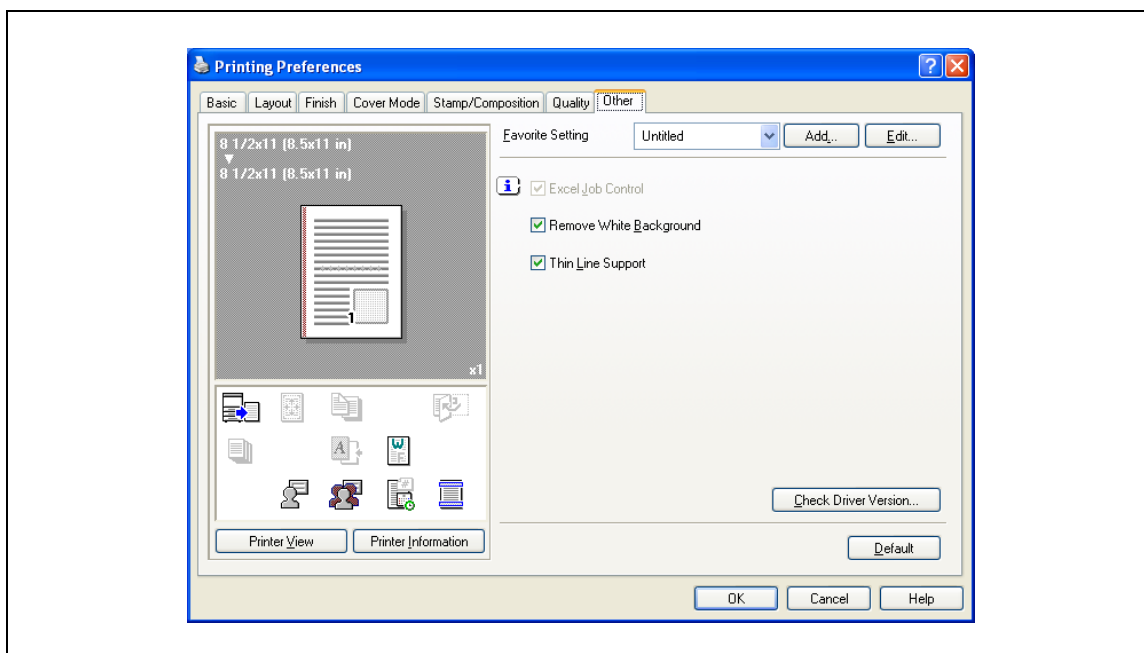 Printing Preferences
Basic Layout Finish Cover Mode Stamp/Composition Quality Other
8 1/2x11 (8.5x11 in)
8 1/2x11 (8.5x11 in)
1
x1
Printer View Printer Information
Favorite Setting Untitled Add... Edit...
Excel Job Control
Remove White Background
Thin Line Support
Check Driver Version...
Default
OK Cancel Help